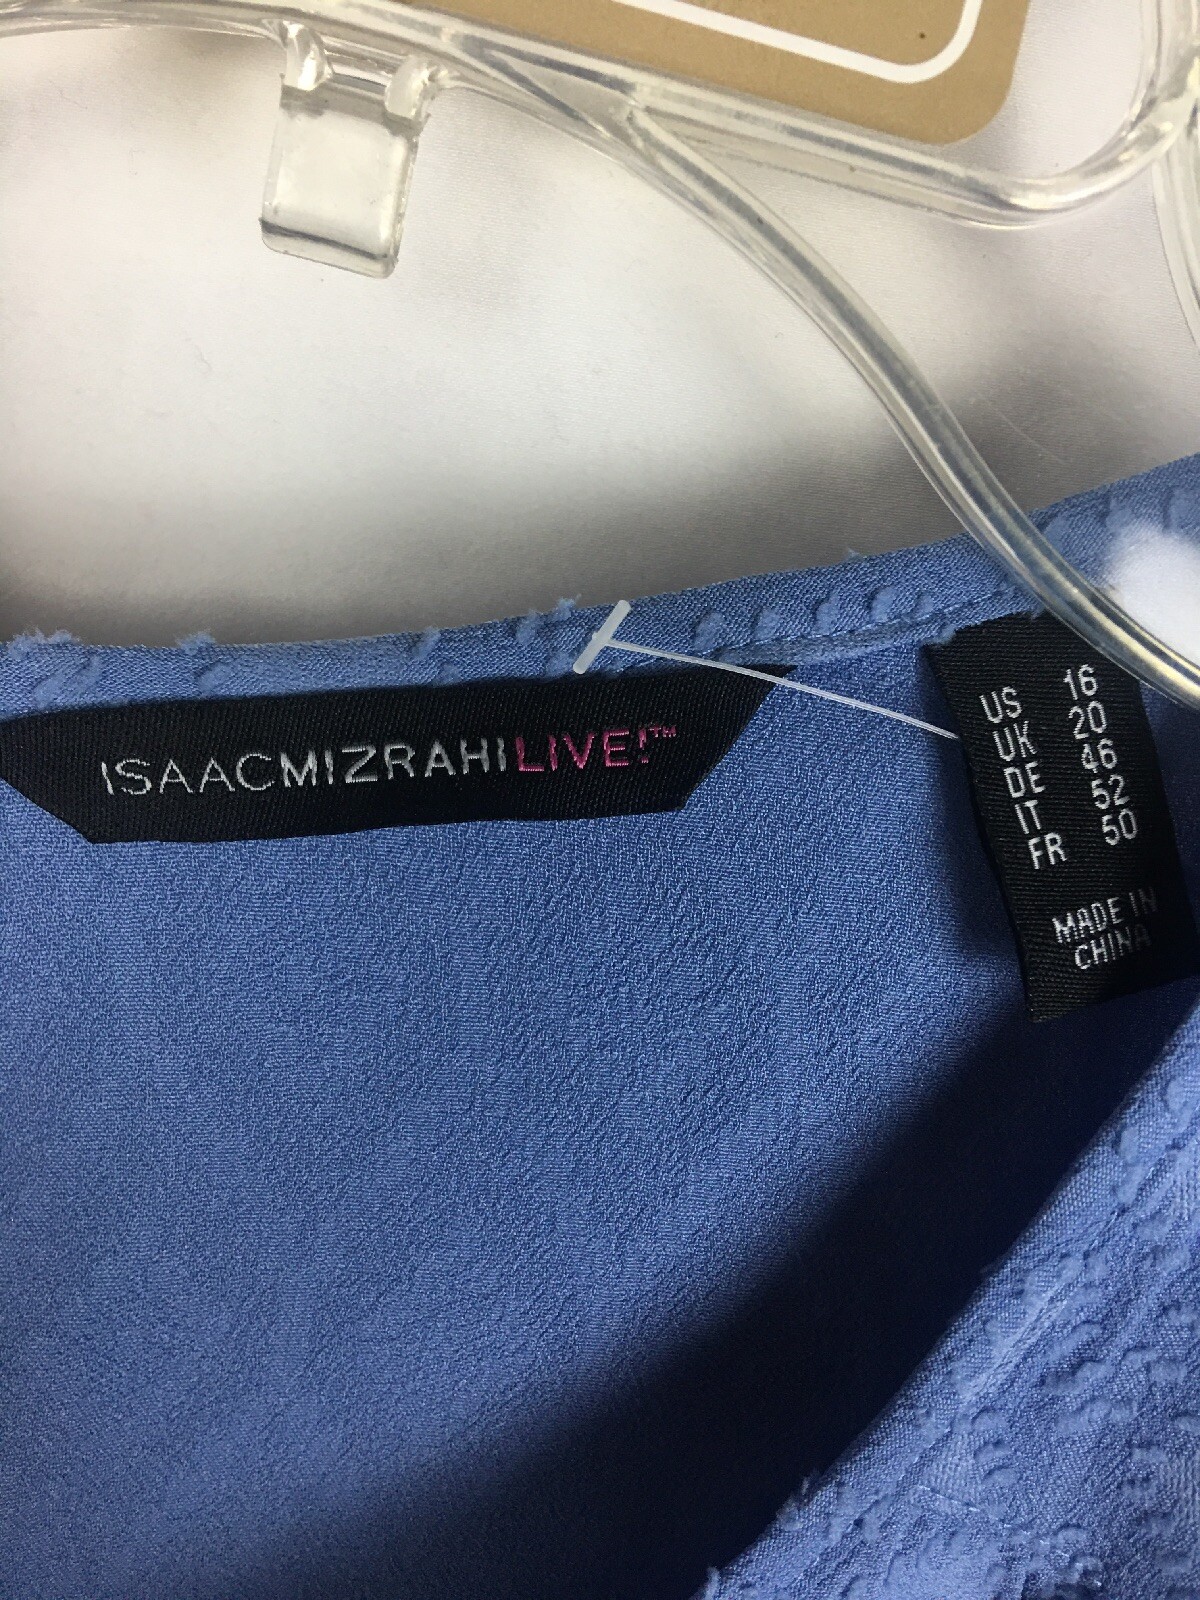 ISAACMIZRAHILIVE!™
US 16
UK 20
DE 46
IT 52
FR 50
MADE IN
CHINA